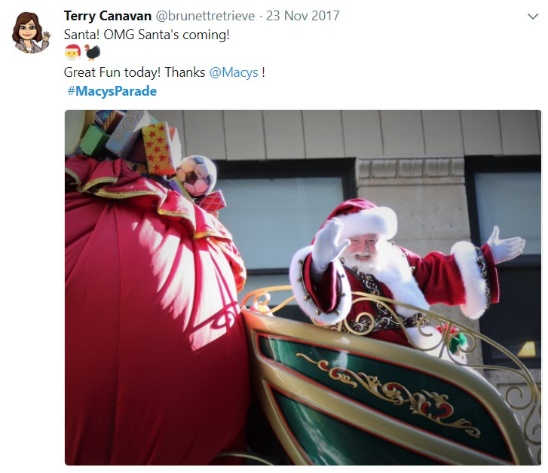 Terry Canavan @brunettretrieve · 23 Nov 2017
Santa! OMG Santa's coming!
🎅🦃
Great Fun today! Thanks @Macys !
#MacysParade